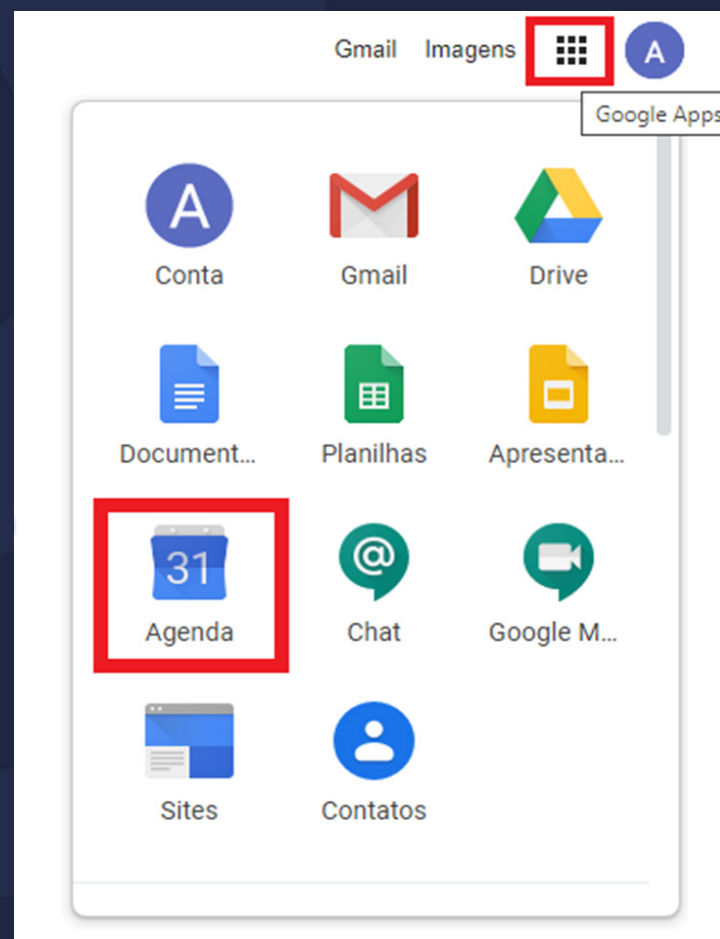 Gmail Imagens A
Google Apps
A
Conta Gmail Drive
Document... Planilhas Apresenta...
31 @
Agenda Chat Google M...
Sites Contatos